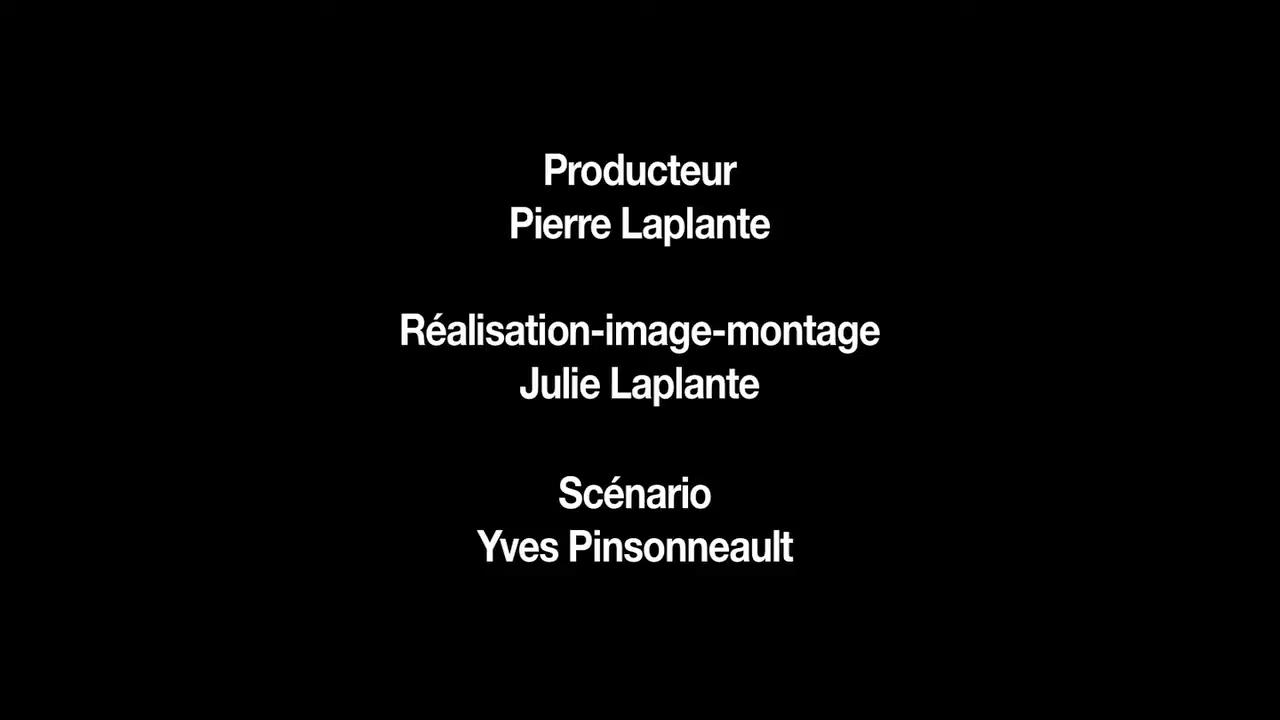 Producteur
Pierre Laplante
Réalisation-image-montage
Julie Laplante
Scénario
Yves Pinsonneault